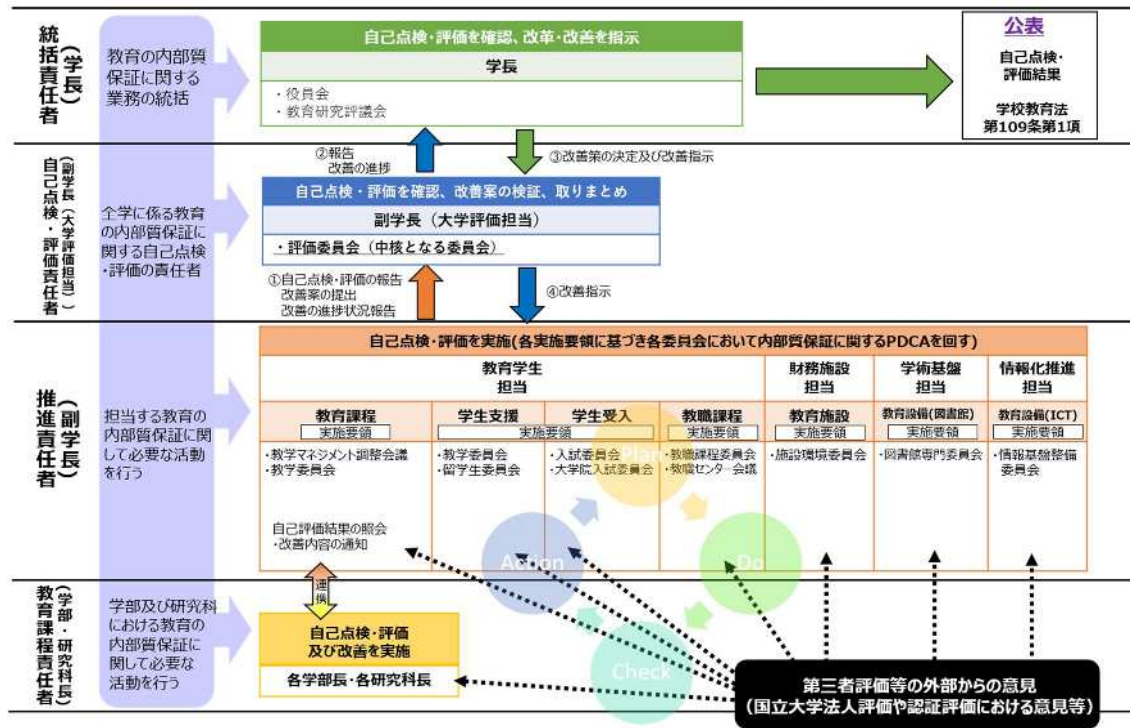 統括責任者
(学長)
教育の内部質
保証に関する
業務の統括
自己点検・評価を確認、改革・改善を指示
学長
・役員会
・教育研究評議会
公表
自己点検・
評価結果
学校教育法
第109条第1項
②報告
改善の進捗
③改善策の決定及び改善指示
自己点検・評価責任者
(副学長(大学評価担当))
全学に係る教育
の内部質保証に
関する自己点検
・評価の責任者
自己点検・評価を確認、改善案の検証、取りまとめ
副学長(大学評価担当)
・評価委員会(中核となる委員会)
①自己点検・評価の報告
改善案の提出
改善の進捗状況報告
④改善指示
推進責任者
(副学長)
担当する教育の
内部質保証に関
して必要な活動
を行う
自己点検・評価を実施(各実施要領に基づき各委員会において内部質保証に関するPDCAを回す)
教育学生
担当
財務施設
担当
学術基盤
担当
情報化推進
担当
教育課程
実施要領
学生支援
学生受入
実施要領
教職課程
実施要領
教育施設
実施要領
教育設備(図書館)
実施要領
教育設備(ICT)
実施要領
・教学マネジメント調整会議
・教学委員会
・教学委員会
・留学生委員会
・入試委員会
・大学院入試委員会
・教職課程委員会
・教職センター会議
・施設環境委員会
・図書館専門委員会
・情報基盤整備
委員会
自己評価結果の照会
・改善内容の通知
Plan
Do
Check
Action
連携
教育課程責任者
(学部・研究科長)
学部及び研究科
における教育の
内部質保証に
関して必要な
活動を行う
自己点検・評価
及び改善を実施
各学部長・各研究科長
第三者評価等の外部からの意見
(国立大学法人評価や認証評価における意見等)